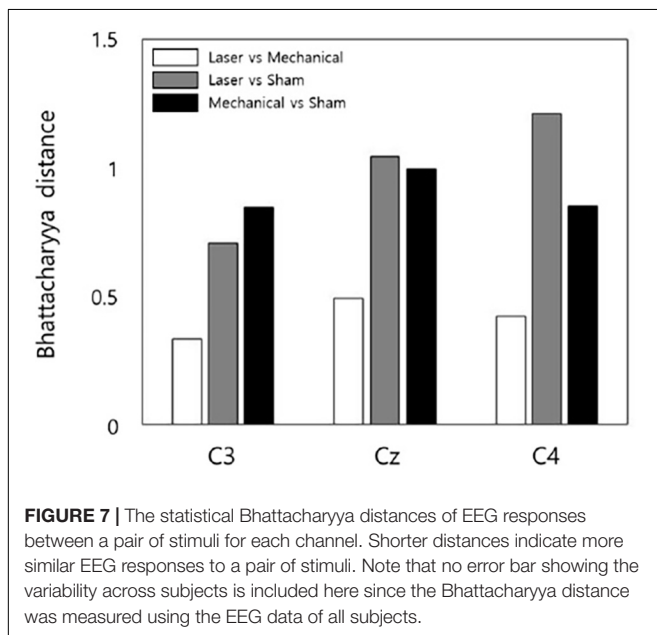 1.5
Laser vs Mechanical
Laser vs Sham
Mechanical vs Sham
1
0.5
0
Bhattacharyya distance
C3 Cz C4
FIGURE 7 | The statistical Bhattacharyya distances of EEG responses
between a pair of stimuli for each channel. Shorter distances indicate more
similar EEG responses to a pair of stimuli. Note that no error bar showing the
variability across subjects is included here since the Bhattacharyya distance
was measured using the EEG data of all subjects.